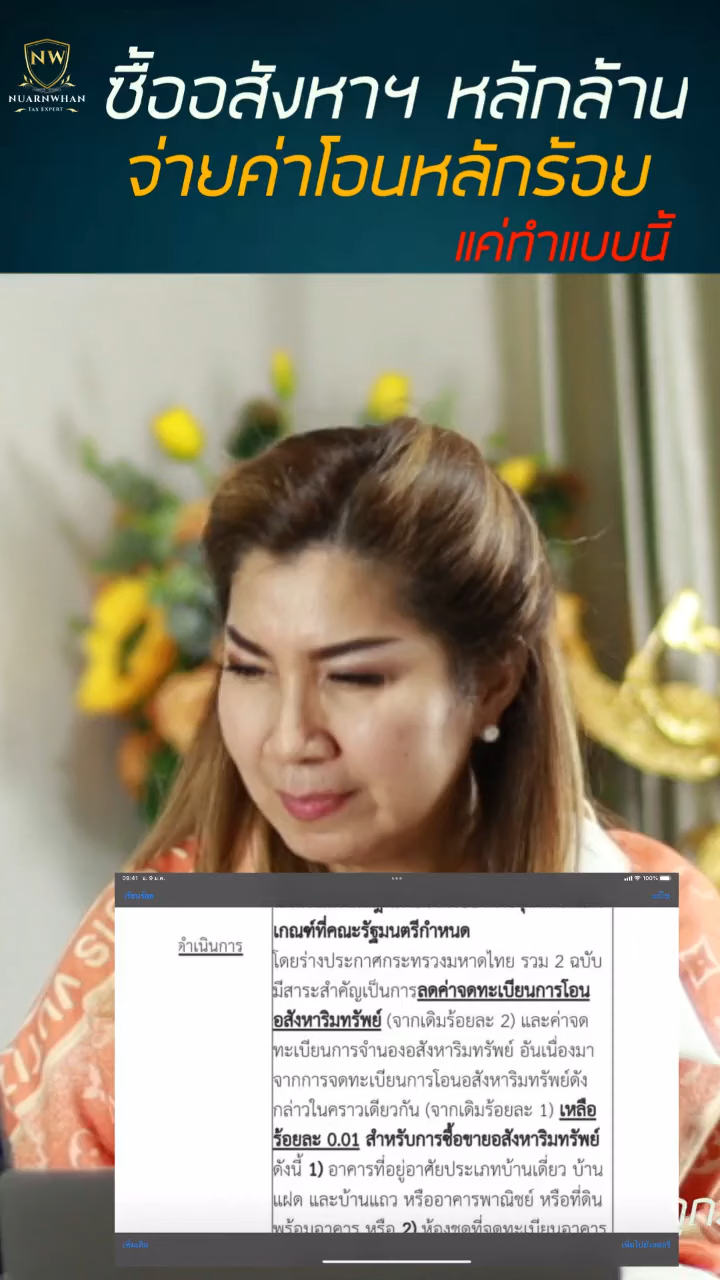 NW
NUARNWHAN
TAX EXPERT
ซื้ออสังหาฯ หลักล้าน
จ่ายค่าโอนหลักร้อย
แค่ทำแบบนี้
09:41 จ. 9 ม.ค.
100%
เรียบร้อย
เกณฑ์ที่คณะรัฐมนตรีกำหนด
ดำเนินการ
โดยร่างประกาศกระทรวงมหาดไทย รวม 2 ฉบับ
มีสาระสำคัญเป็นการลดค่าจดทะเบียนการโอน
อสังหาริมทรัพย์ (จากเดิมร้อยละ 2) และค่าจด
ทะเบียนการจำนองอสังหาริมทรัพย์ อันเนื่องมา
จากการจดทะเบียนการโอนอสังหาริมทรัพย์ดัง
กล่าวในคราวเดียวกัน (จากเดิมร้อยละ 1) เหลือ
ร้อยละ 0.01 สำหรับการซื้อขายอสังหาริมทรัพย์
ดังนี้ 1) อาคารที่อยู่อาศัยประเภทบ้านเดี่ยว บ้าน
แฝด และบ้านแถว หรืออาคารพาณิชย์ หรือที่ดิน
พร้อมอาคาร หรือ 2) ห้องชุดที่จดทะเบียนอาคาร
เพิ่มเติม